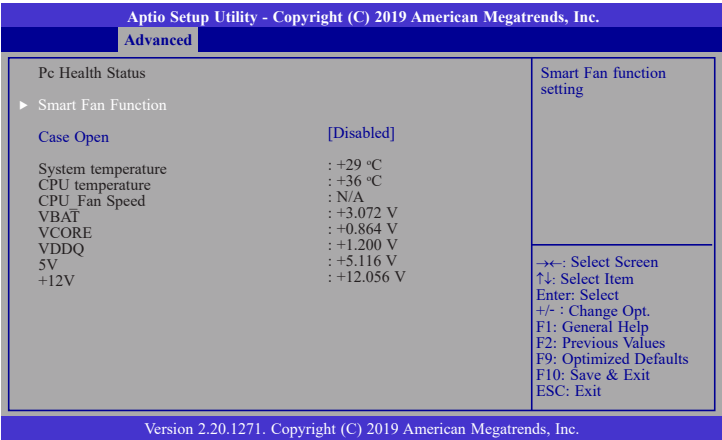 Aptio Setup Utility - Copyright (C) 2019 American Megatrends, Inc.
Advanced
Pc Health Status
► Smart Fan Function
Case Open [Disabled]
System temperature : +29 ºC
CPU temperature : +36 ºC
CPU_Fan Speed : N/A
VBAT : +3.072 V
VCORE : +0.864 V
VDDQ : +1.200 V
5V : +5.116 V
+12V : +12.056 V
Smart Fan function
setting
→←: Select Screen
↑↓: Select Item
Enter: Select
+/- : Change Opt.
F1: General Help
F2: Previous Values
F9: Optimized Defaults
F10: Save & Exit
ESC: Exit
Version 2.20.1271. Copyright (C) 2019 American Megatrends, Inc.